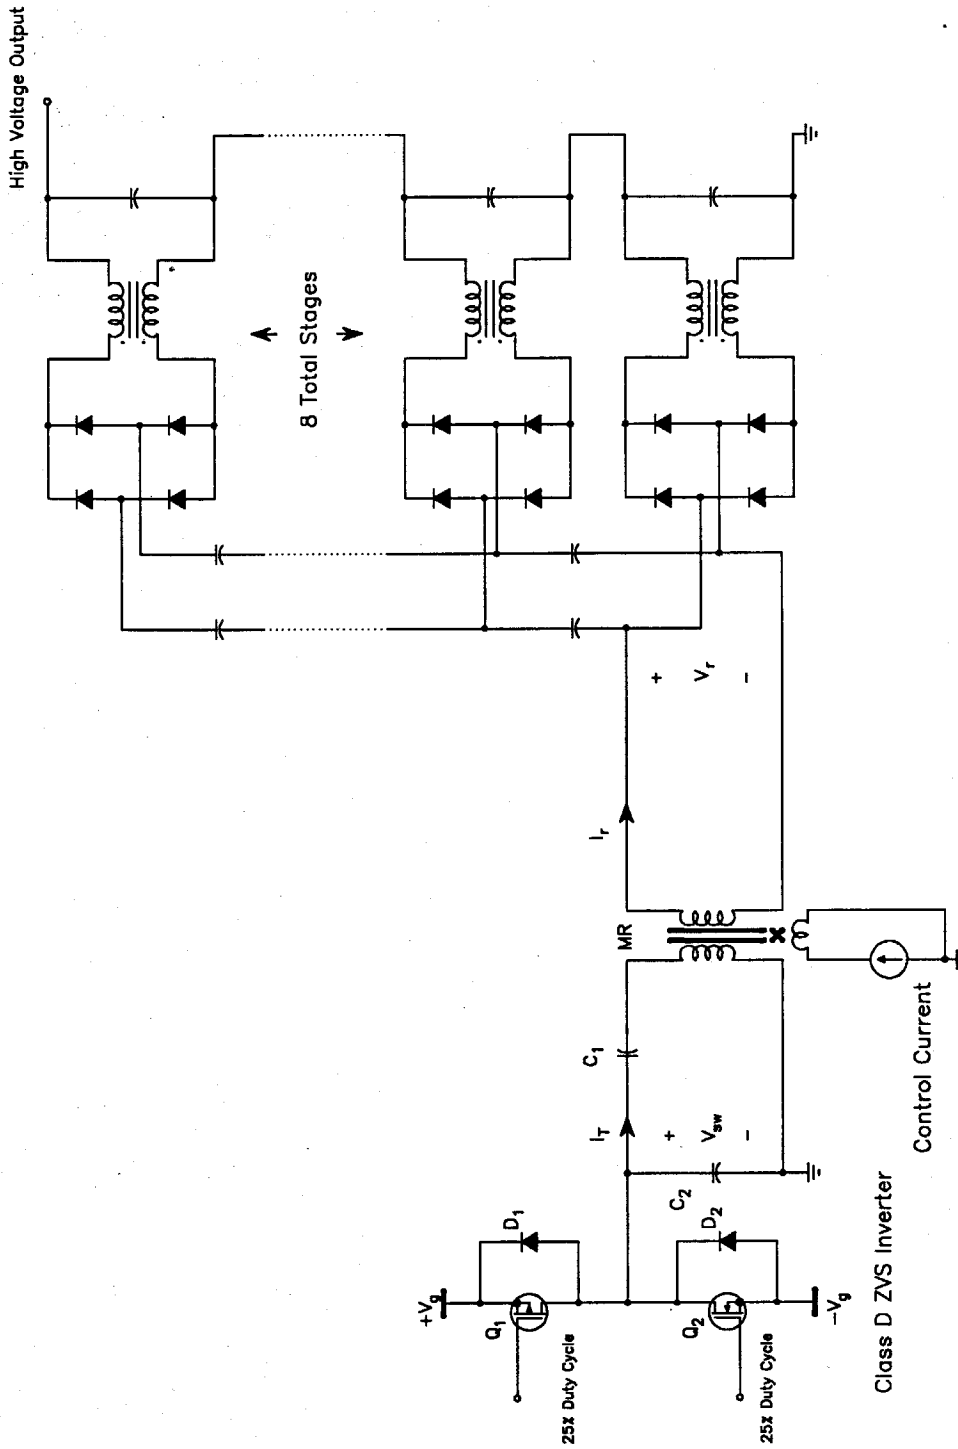 High Voltage Output
8 Total Stages
+
V_r
−
I_r
MR
C_1
I_T
+
V_sw
−
C_2
Control Current
D_1
D_2
+V_g
Q_1
Q_2
−V_g
25% Duty Cycle
25% Duty Cycle
Class D ZVS Inverter